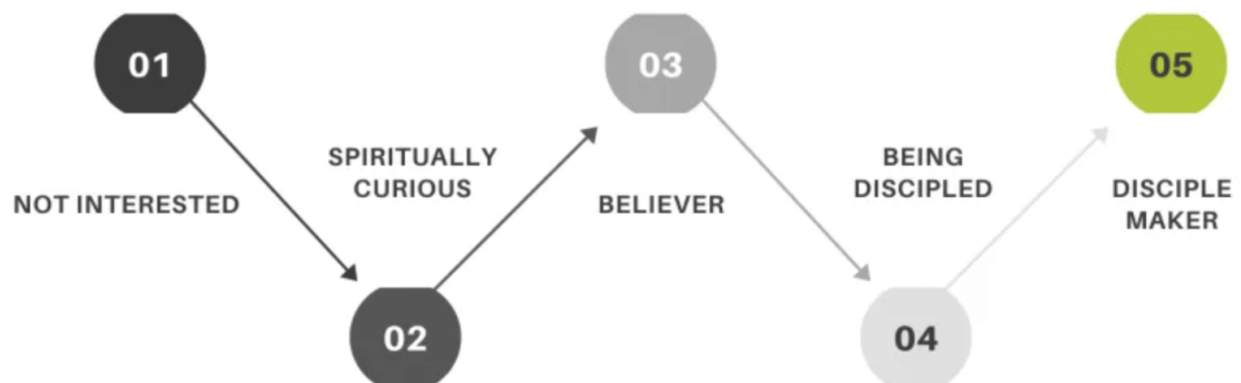 01
NOT INTERESTED
02
SPIRITUALLY
CURIOUS
03
BELIEVER
04
BEING
DISCIPLED
05
DISCIPLE
MAKER